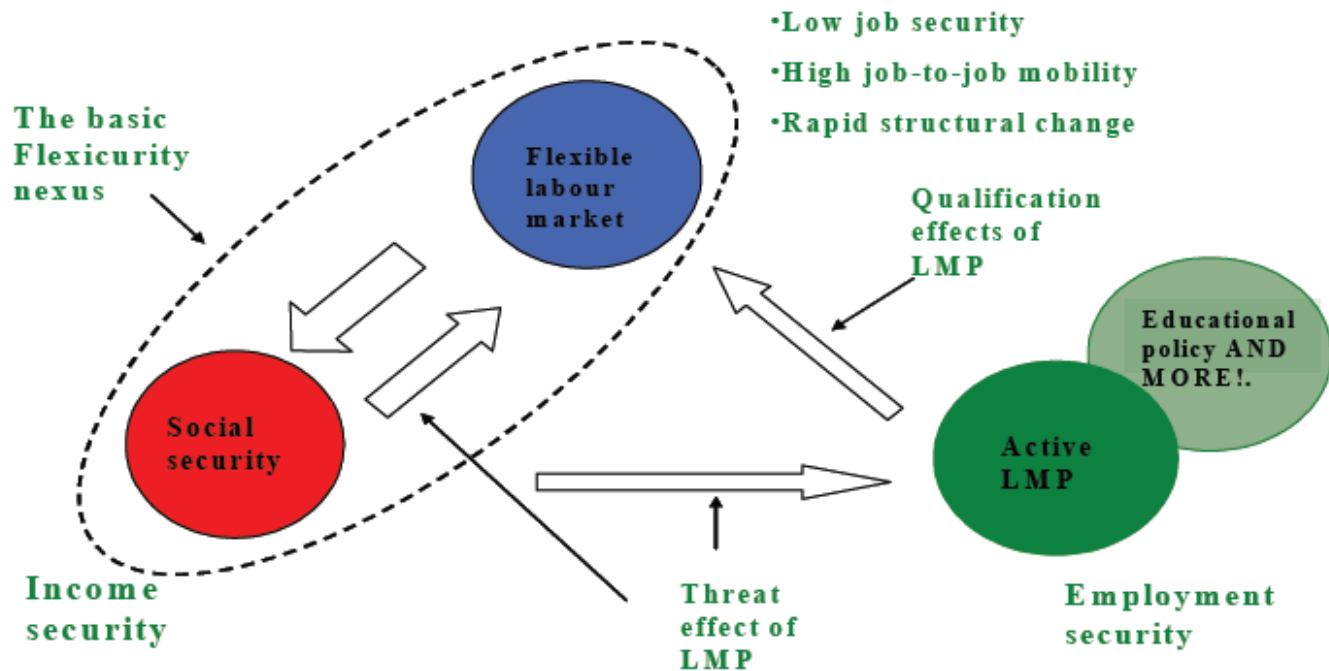 •Low job security
•High job-to-job mobility
•Rapid structural change
The basic
Flexicurity
nexus
Flexible
labour
market
Qualification
effects of
LMP
Educational
policy AND
MORE!.
Social
security
Active
LMP
Income
security
Threat
effect of
LMP
Employment
security